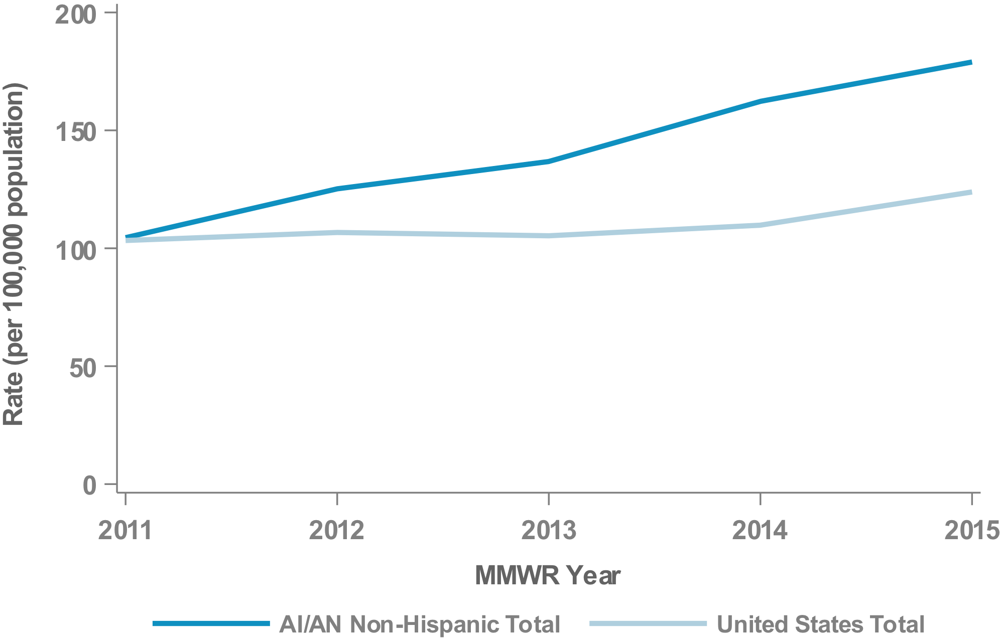 Rate (per 100,000 population)
200
150
100
50
0
2011 2012 2013 2014 2015
MMWR Year
AI/AN Non-Hispanic Total United States Total